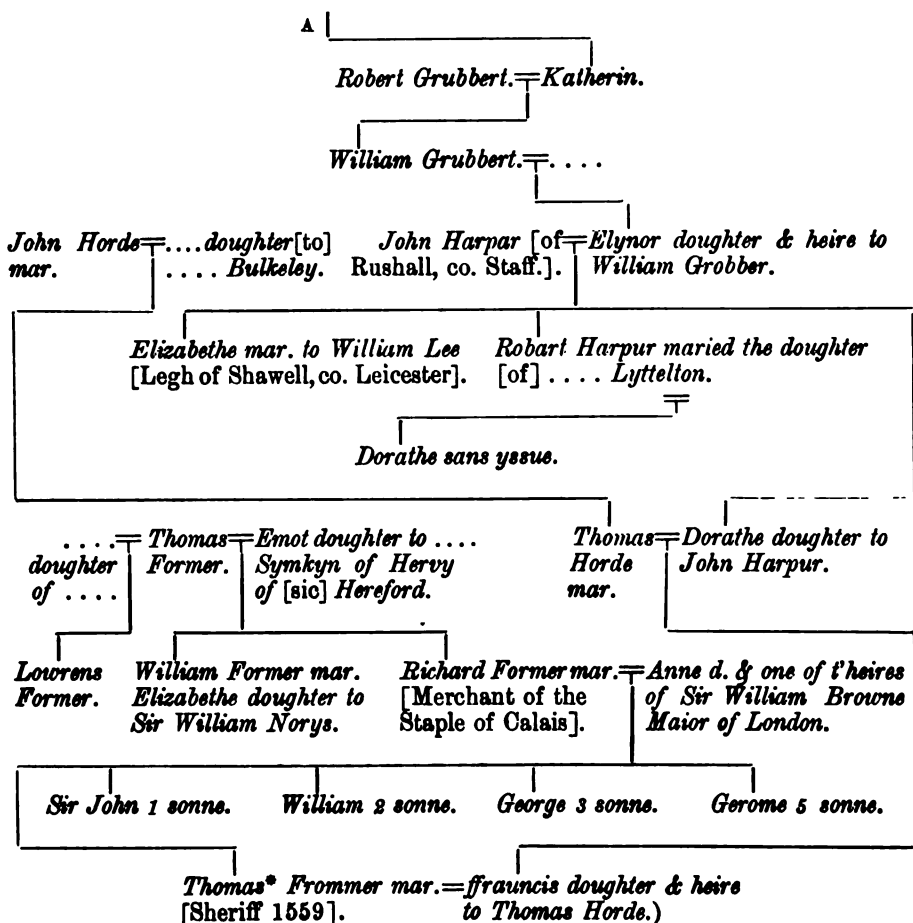 A
Robert Grubbert. Katherin.
William Grubbert. . . . .
John Horde mar. . . . . doughter [to] . . . . Bulkeley.
John Harpar [of Rushall, co. Staff.]. Elynor doughter & heire to William Grobber.
Elizabethe mar. to William Lee
[Legh of Shawell, co. Leicester].
Robart Harpur maried the doughter
[of] . . . . Lyttelton.
Dorathe sans yssue.
. . . . doughter of . . . .
Thomas Former.
Emot doughter to . . . .
Symkyn of Hervy
of [sic] Hereford.
Thomas
Horde
mar.
Dorathe doughter to
John Harpur.
Lowrens
Former.
William Former mar.
Elizabethe doughter to
Sir William Norys.
Richard Former mar.
[Merchant of the
Staple of Calais].
Anne d. & one of t'heires
of Sir William Browne
Maior of London.
Sir John 1 sonne. William 2 sonne. George 3 sonne. Gerome 5 sonne.
Thomas* Frommer mar.
[Sheriff 1559].
ffrauncis doughter & heire
to Thomas Horde.)